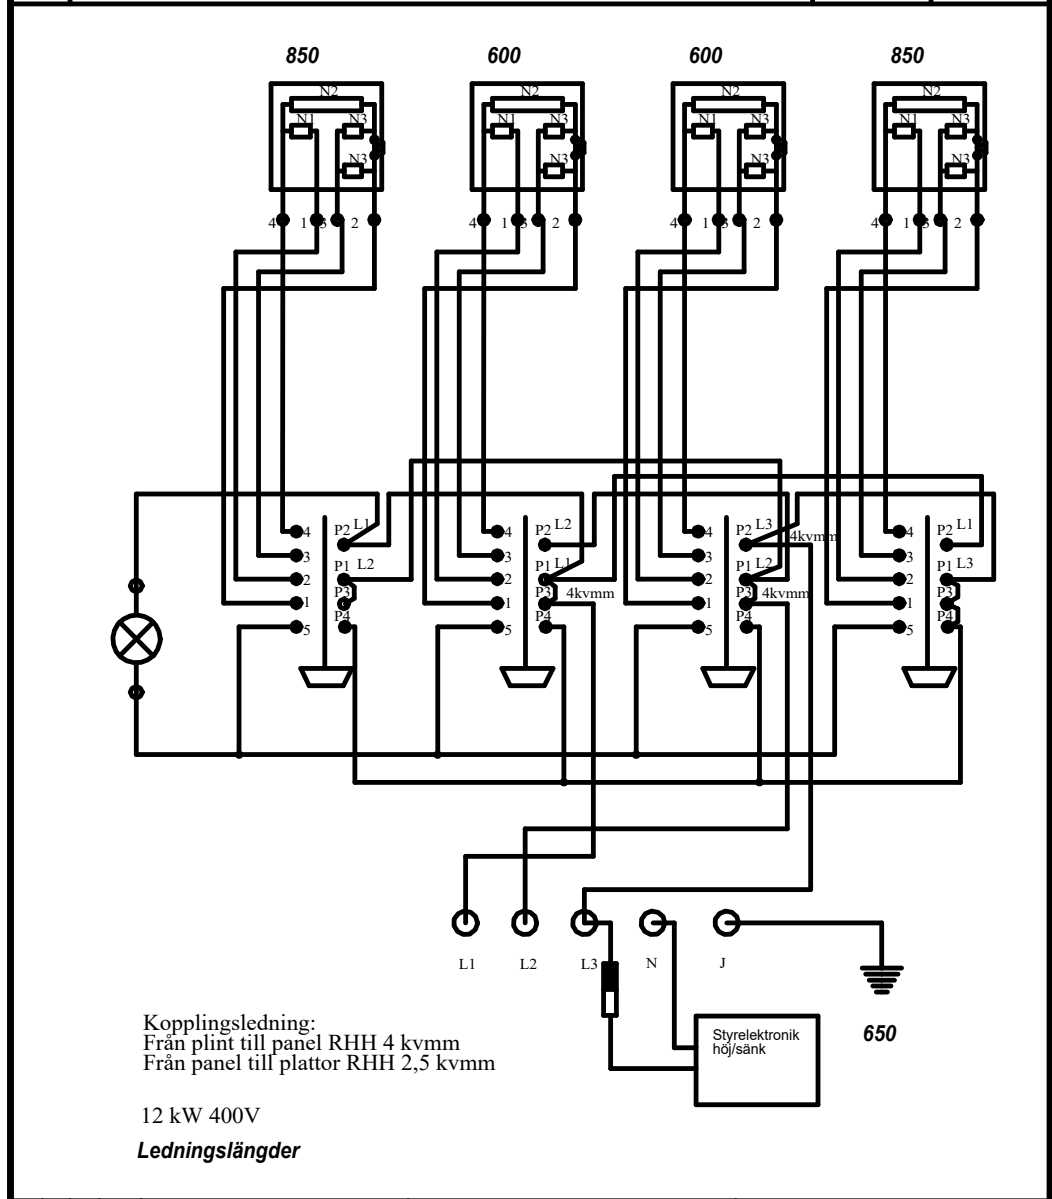 850 600 600 850
N2 N2 N2 N2
N1 N3 N1 N3 N1 N3 N1 N3
N3 N3 N3 N3
4 1 3 2 4 1 3 2 4 1 3 2 4 1 3 2
4 P2 L1 4 P2 L2 4 P2 L3 4 P2 L1
4kvmm
3 P1 L2 3 P1 L1 3 P1 L2 3 P1 L3
2 P3 2 P3 4kvmm 2 P3 4kvmm 2 P3
1 P4 1 P4 1 P4 1 P4
5 5 5 5
L1 L2 L3 N J
Kopplingsledning:
Från plint till panel RHH 4 kvmm
Från panel till plattor RHH 2,5 kvmm
Styrelektronik
höj/sänk
650
12 kW 400V
Ledningslängder